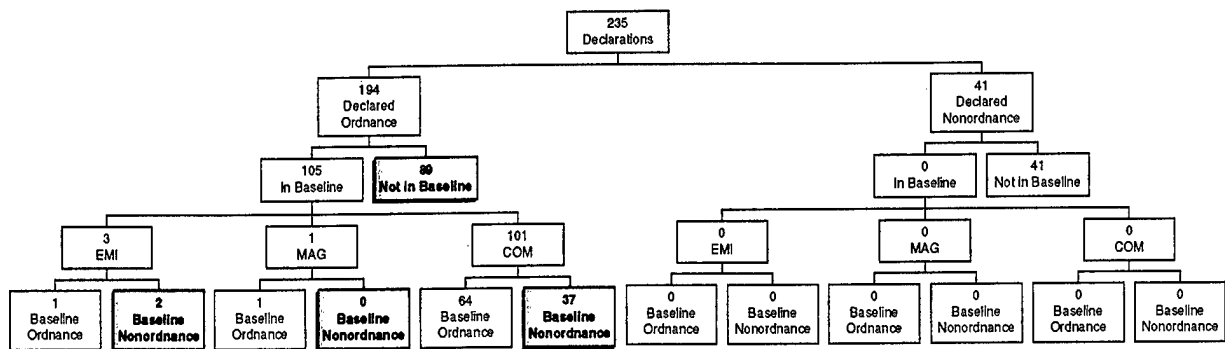 235
Declarations
194
Declared
Ordnance
41
Declared
Nonordnance
105
In Baseline
89
Not in Baseline
0
In Baseline
41
Not in Baseline
3
EMI
1
MAG
101
COM
0
EMI
0
MAG
0
COM
1
Baseline
Ordnance
2
Baseline
Nonordnance
1
Baseline
Ordnance
0
Baseline
Nonordnance
64
Baseline
Ordnance
37
Baseline
Nonordnance
0
Baseline
Ordnance
0
Baseline
Nonordnance
0
Baseline
Ordnance
0
Baseline
Nonordnance
0
Baseline
Ordnance
0
Baseline
Nonordnance